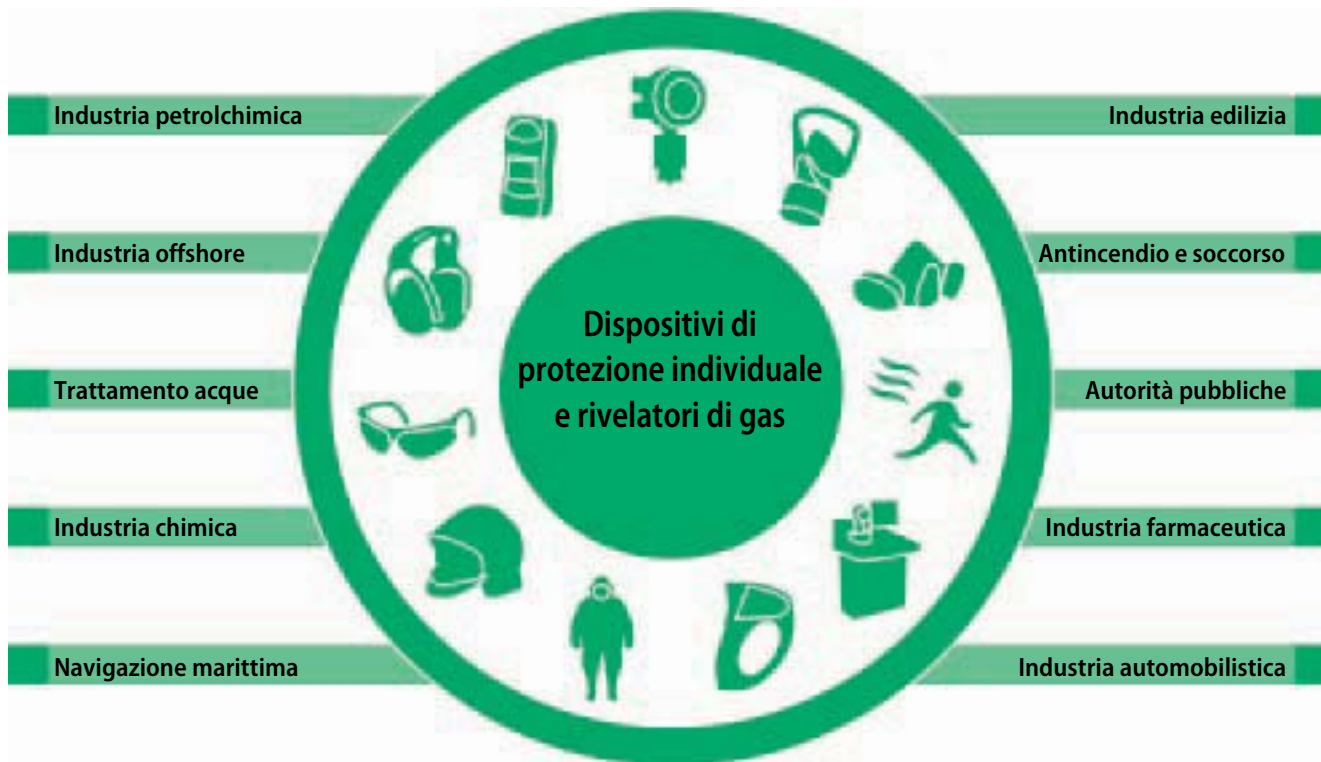 Industria petrolchimica
Industria offshore
Trattamento acque
Industria chimica
Navigazione marittima
Dispositivi di
protezione individuale
e rivelatori di gas
Industria edilizia
Antincendio e soccorso
Autorità pubbliche
Industria farmaceutica
Industria automobilistica